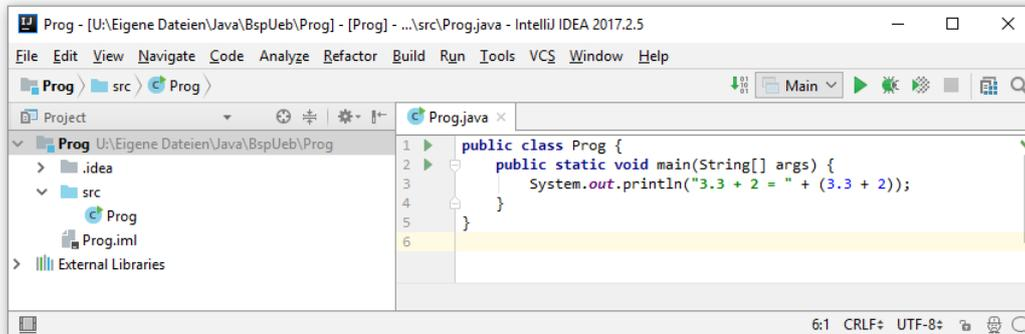 Prog - [U:\Eigene Dateien\Java\BspUeb\Prog] - [Prog] - ...\src\Prog.java - IntelliJ IDEA 2017.2.5
File Edit View Navigate Code Analyze Refactor Build Run Tools VCS Window Help
Prog src Prog Main
Project
Prog U:\Eigene Dateien\Java\BspUeb\Prog
.idea
src
Prog
Prog.iml
External Libraries
Prog.java
1 public class Prog {
2 public static void main(String[] args) {
3 System.out.println("3.3 + 2 = " + (3.3 + 2));
4 }
5 }
6
6:1 CRLF UTF-8